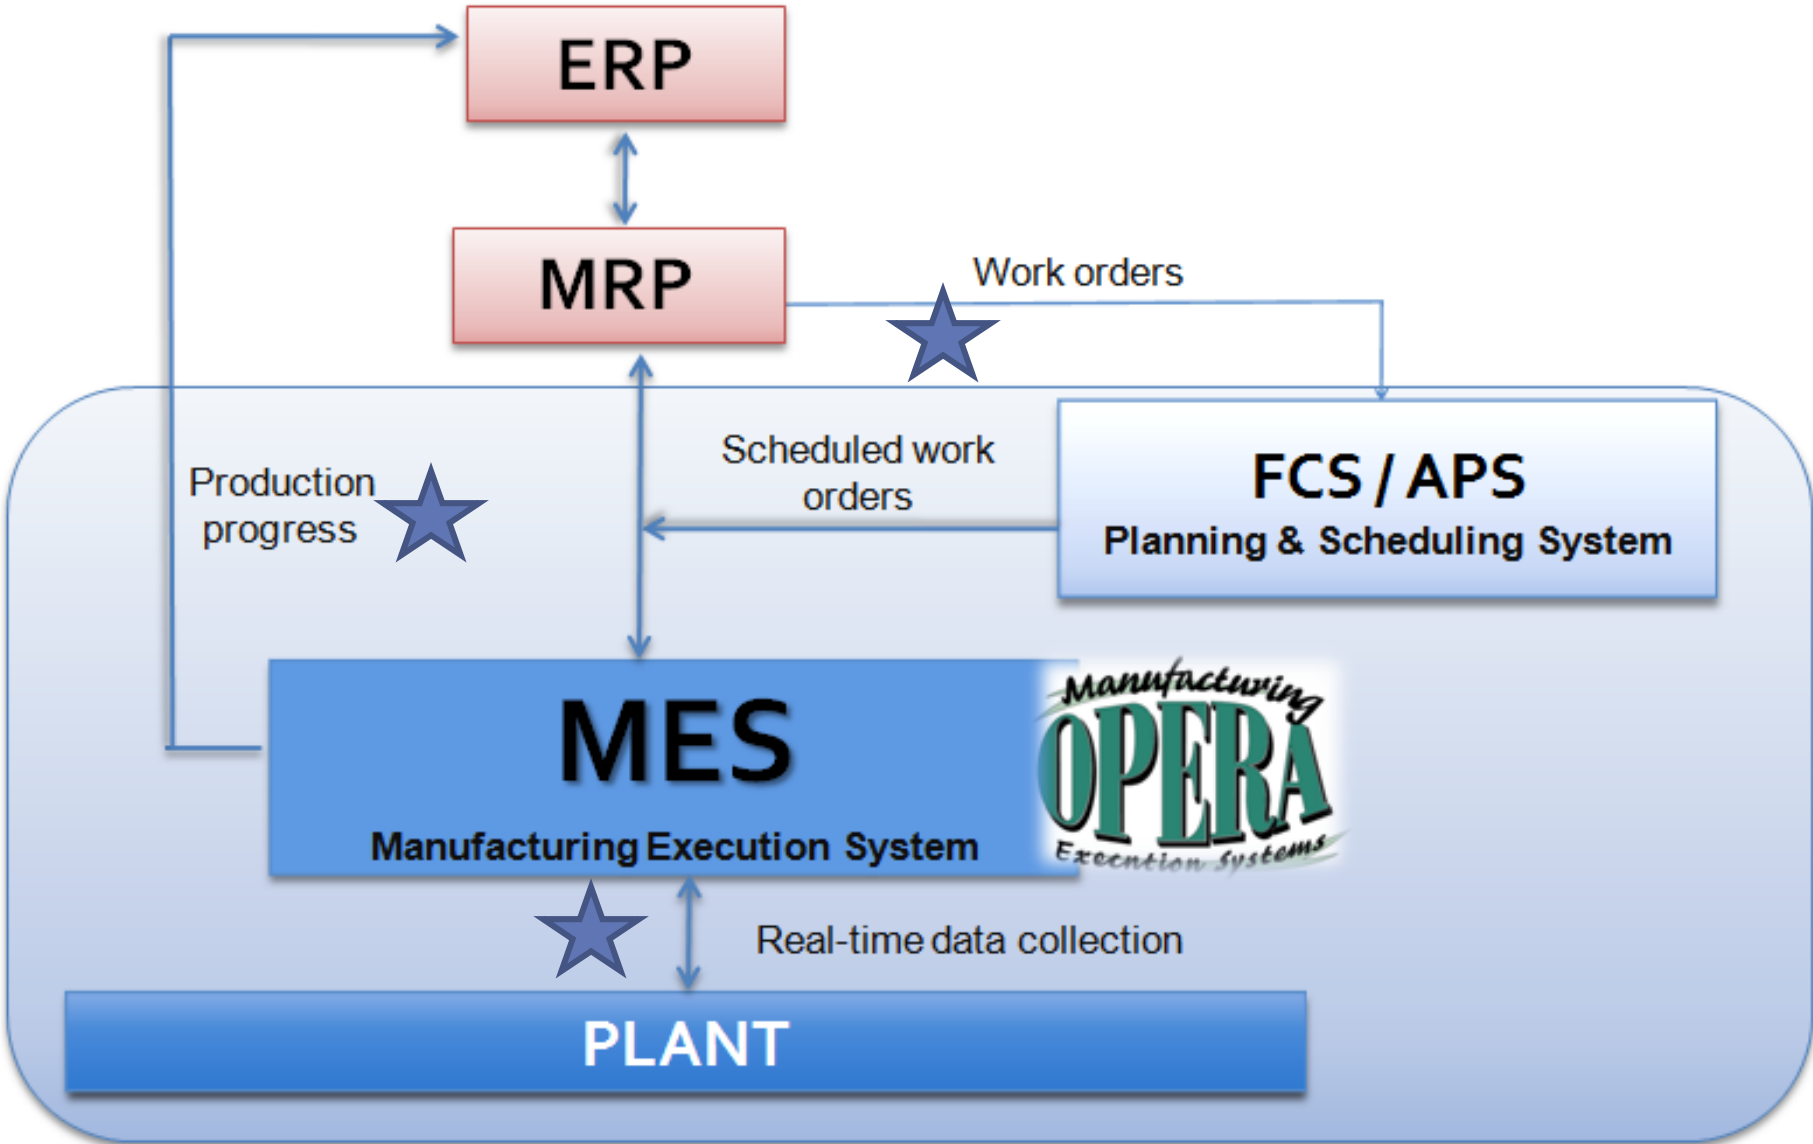 ERP
MRP
Work orders
Scheduled work
orders
Production
progress
FCS / APS
Planning & Scheduling System
MES
Manufacturing Execution System
Manufacturing
OPERA
Execution Systems
Real-time data collection
PLANT